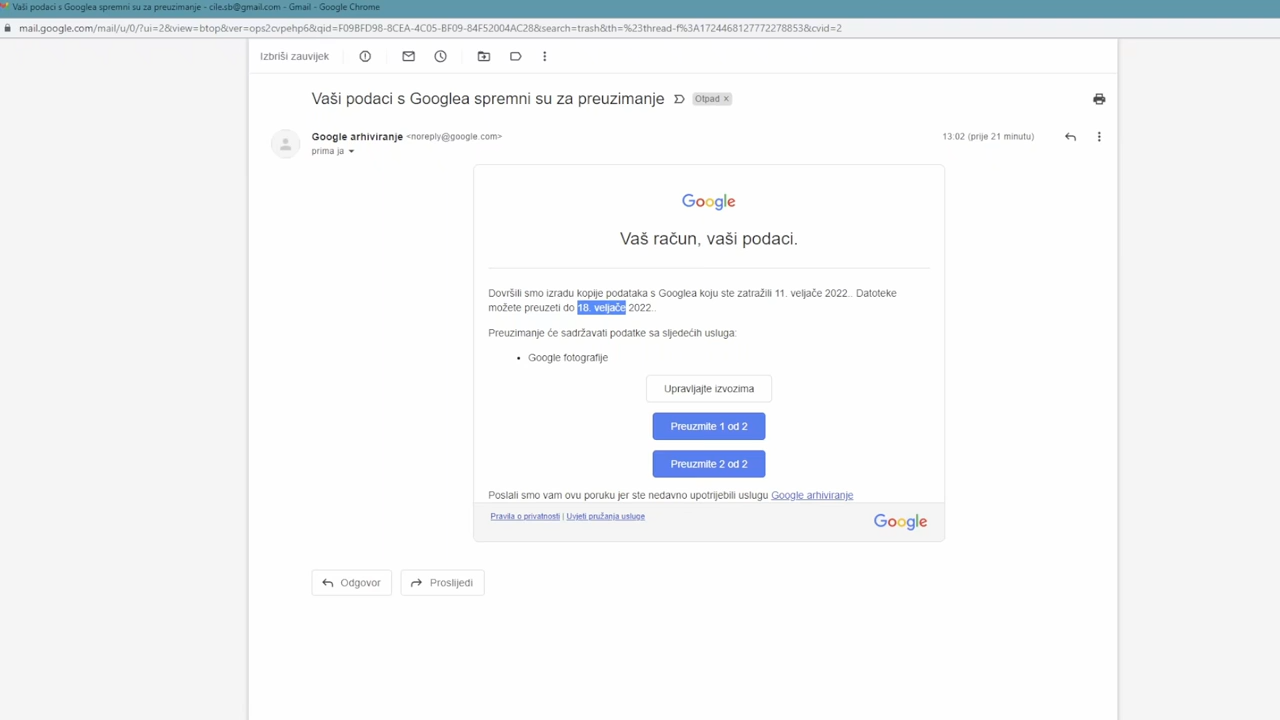 Vaši podaci s Googlea spremni su za preuzimanje - cile.sb@gmail.com - Gmail - Google Chrome
mail.google.com/mail/u/0/?ui=2&view=btop&ver=ops2cvpehp6&qid=F09BFD98-8CEA-4C05-BF09-84F52004AC28&search=trash&th=%23thread-f%3A1724468127772278853&cvid=2
Izbriši zauvijek
Vaši podaci s Googlea spremni su za preuzimanje Otpad ×
Google arhiviranje <noreply@google.com> 13:02 (prije 21 minutu)
prima ja
Google
Vaš račun, vaši podaci.
Dovršili smo izradu kopije podataka s Googlea koju ste zatražili 11. veljače 2022.. Datoteke
možete preuzeti do 18. veljače 2022..
Preuzimanje će sadržavati podatke sa sljedećih usluga:
• Google fotografije
Upravljajte izvozima
Preuzmite 1 od 2
Preuzmite 2 od 2
Poslali smo vam ovu poruku jer ste nedavno upotrijebili uslugu Google arhiviranje
Pravila o privatnosti | Uvjeti pružanja usluge Google
Odgovor Proslijedi